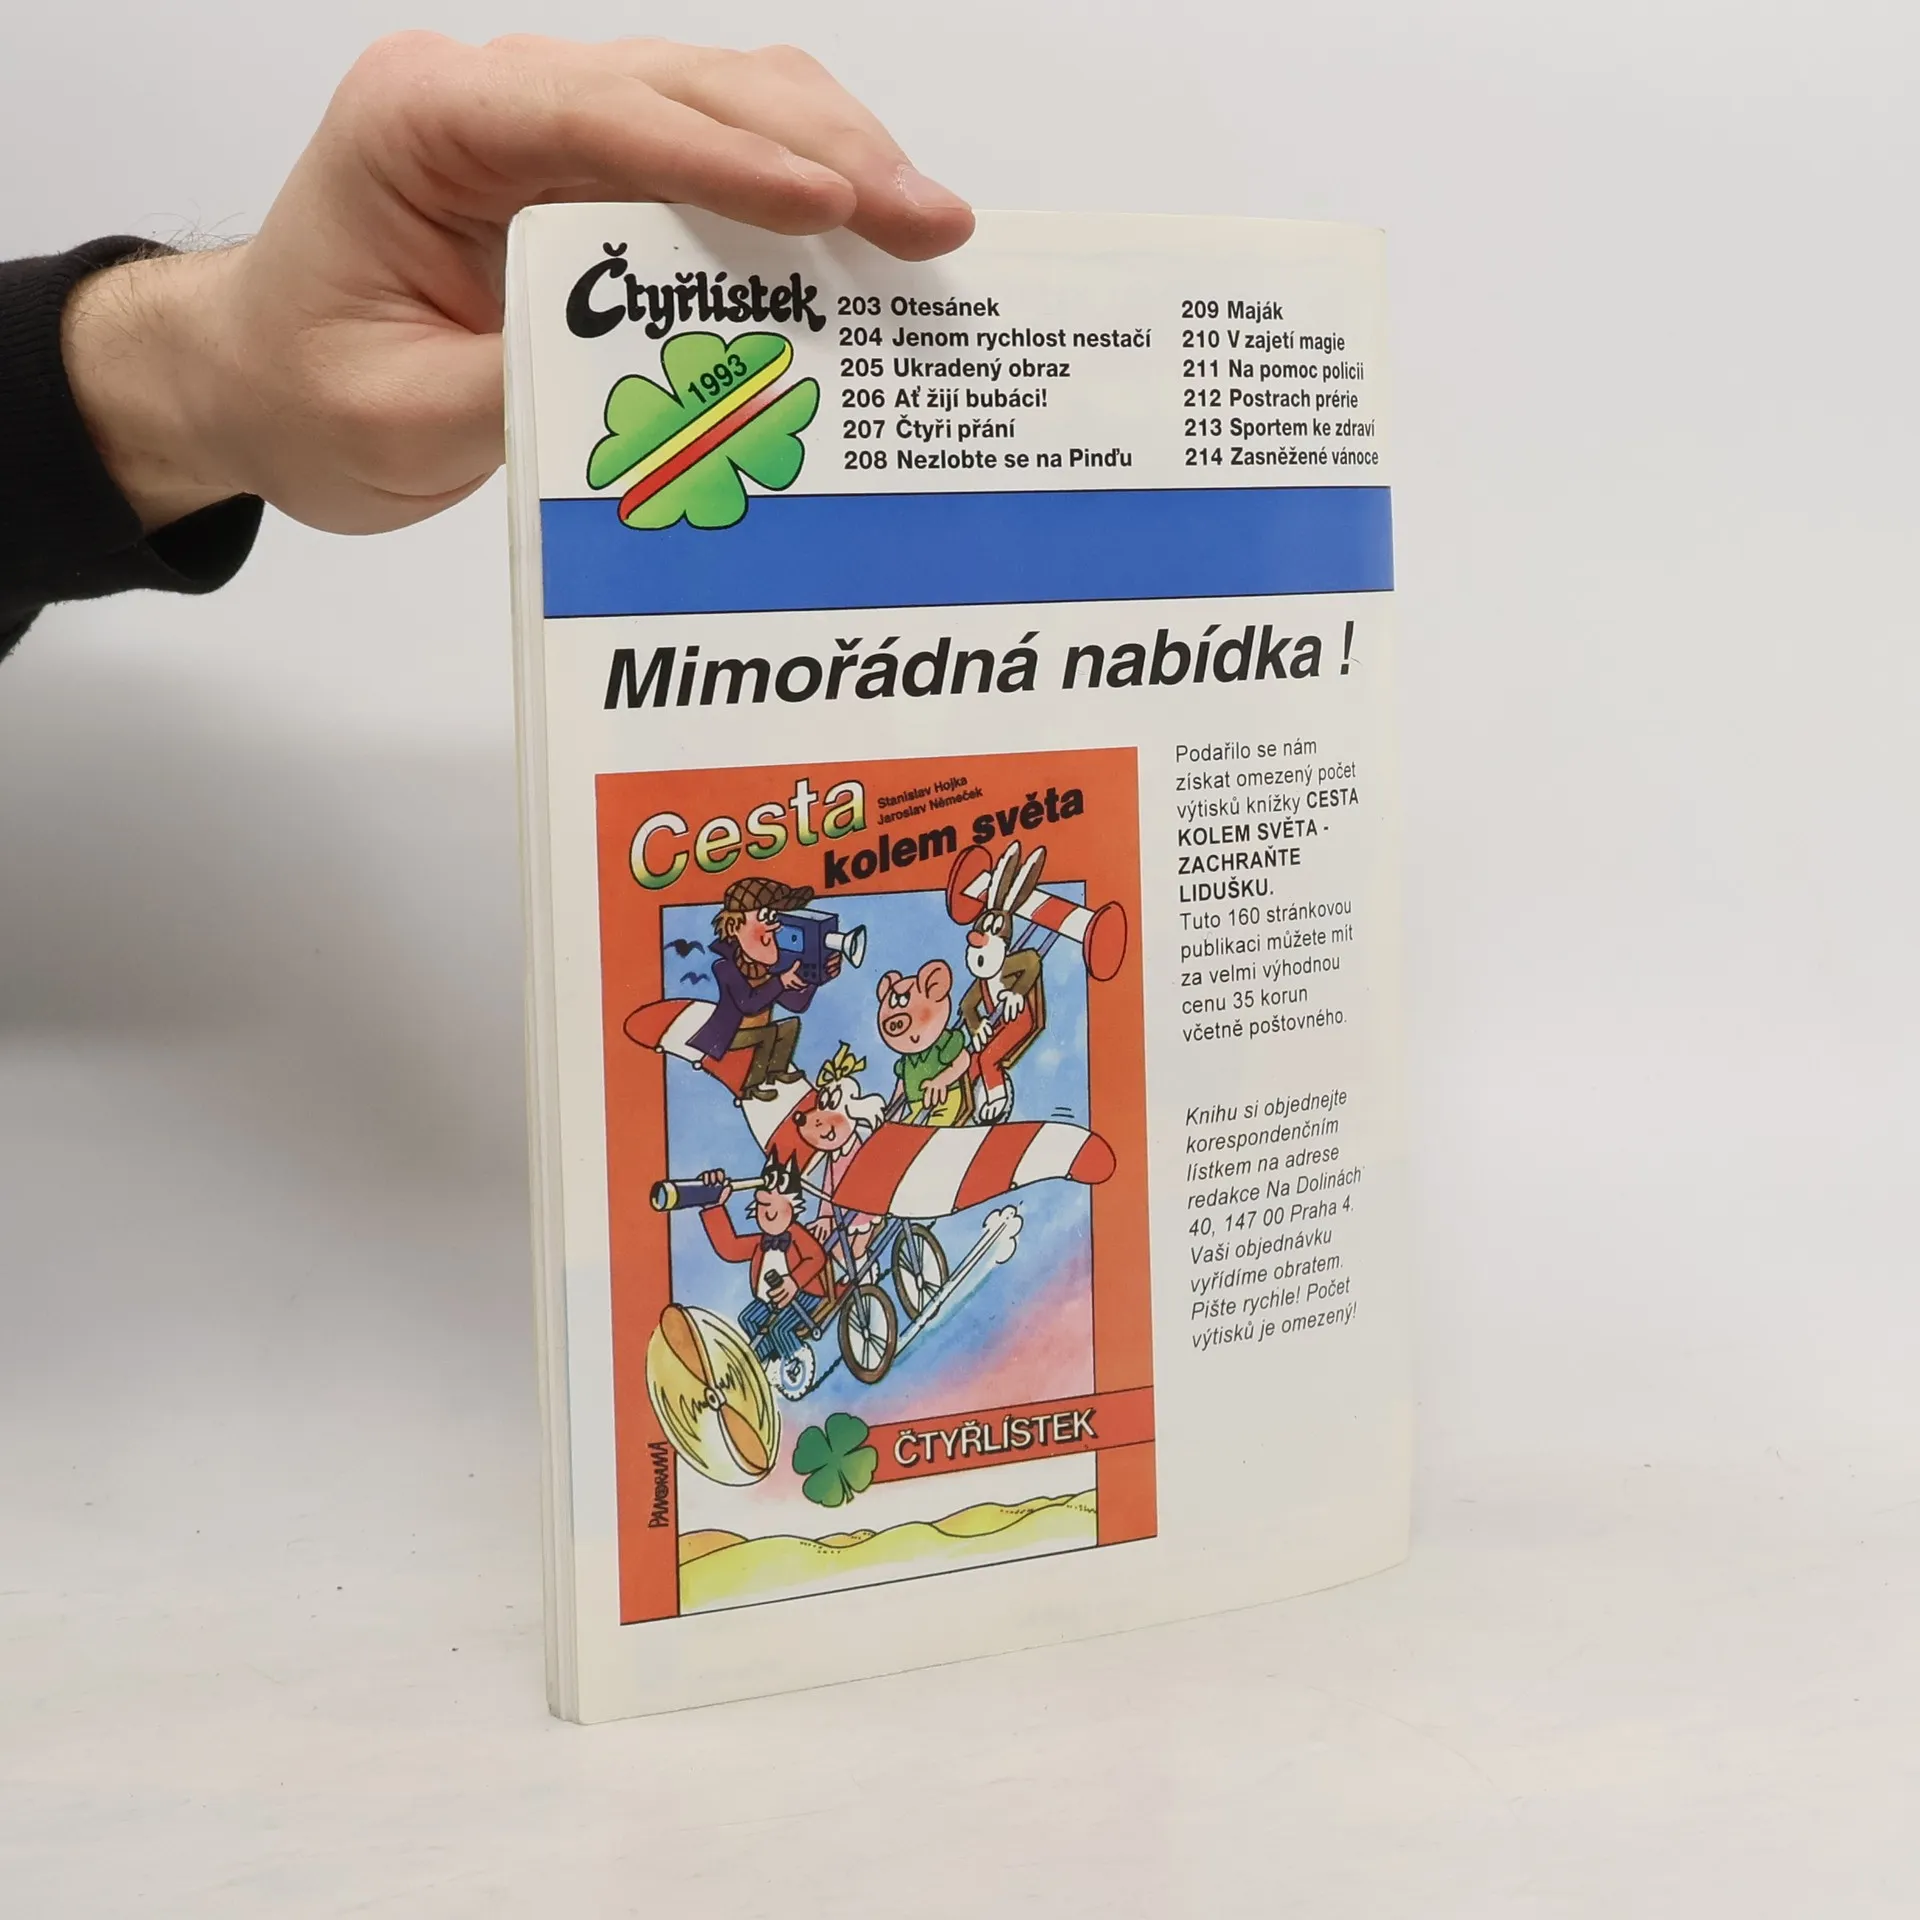 Čtyřlístek
1993
203 Otesánek
204 Jenom rychlost nestačí
205 Ukradený obraz
206 Ať žijí bubáci!
207 Čtyři přání
208 Nezlobte se na Pinďu
209 Maják
210 V zajetí magie
211 Na pomoc policii
212 Postrach prérie
213 Sportem ke zdraví
214 Zasněžené vánoce
Mimořádná nabídka !
Cesta
Stanislav Hojka
Jaroslav Němeček
kolem světa
ČTYŘLÍSTEK
PANORAMA
Podařilo se nám
získat omezený počet
výtisků knížky CESTA
KOLEM SVĚTA -
ZACHRAŇTE
LIDUŠKU.
Tuto 160 stránkovou
publikaci můžete mít
za velmi výhodnou
cenu 35 korun
včetně poštovného.
Knihu si objednejte
korespondenčním
lístkem na adrese
redakce Na Dolinách
40, 147 00 Praha 4.
Vaši objednávku
vyřídíme obratem.
Pište rychle! Počet
výtisků je omezený!